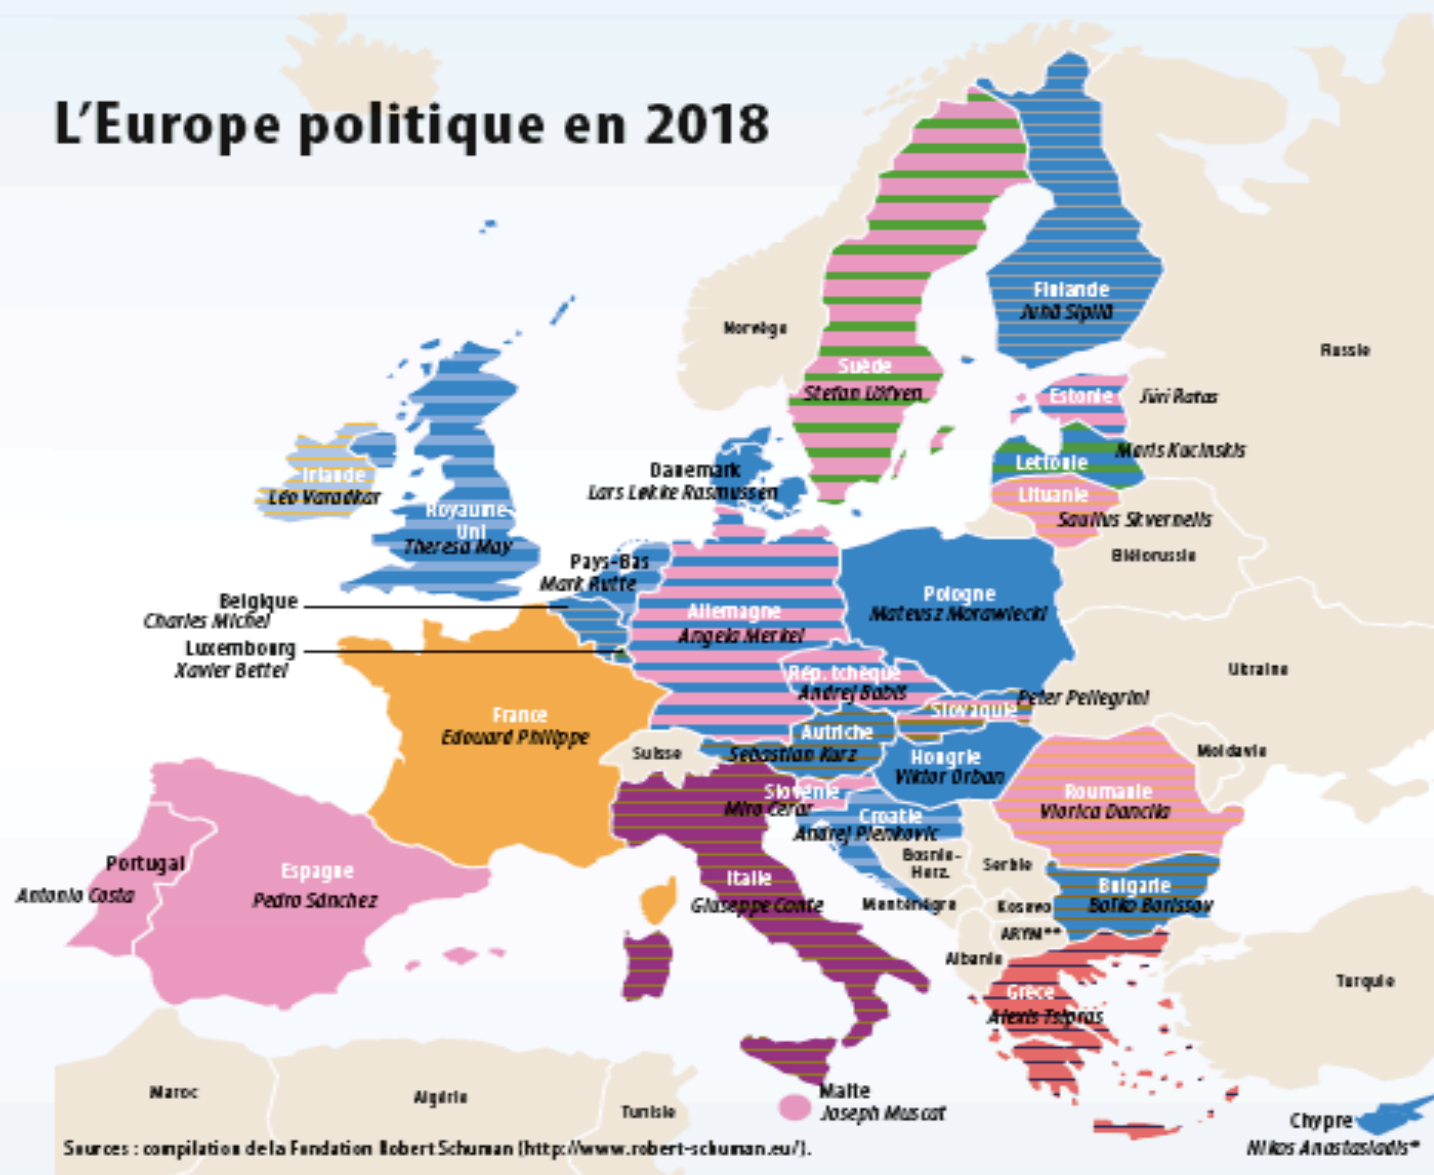 L'Europe politique en 2018
Finlande
Juhä Sipilä
Norvège
Russie
Suède
Stefan Löfven
Estonie
Jüri Ratas
Maris Kucinskis
Lettonie
Danemark
Lars Løkke Rasmussen
Irlande
Léo Varadkar
Lituanie
Saulius Skvernelis
Royaume-
Uni
Theresa May
Biélorussie
Pays-Bas
Mark Rutte
Belgique
Charles Michel
Pologne
Mateusz Morawiecki
Allemagne
Angela Merkel
Luxembourg
Xavier Bettel
Rép. tchèque
Andrej Babiš
Ukraine
Peter Pellegrini
Slovaquie
France
Edouard Philippe
Autriche
Sebastian Kurz
Suisse
Hongrie
Viktor Orban
Moldavie
Slovénie
Miro Cerar
Roumanie
Viorica Dancila
Croatie
Andrej Plenkovic
Bosnie-
Herz.
Serbie
Portugal
Antonio Costa
Espagne
Pedro Sánchez
Italie
Giuseppe Conte
Monténégro
Kosovo
Bulgarie
Boïko Borissov
ARYM**
Albanie
Turquie
Grèce
Alexis Tsipras
Maroc
Algérie
Tunisie
Malte
Joseph Muscat
Chypre
Nikos Anastasiadis*
Sources : compilation de la Fondation Robert Schuman (http://www.robert-schuman.eu/).